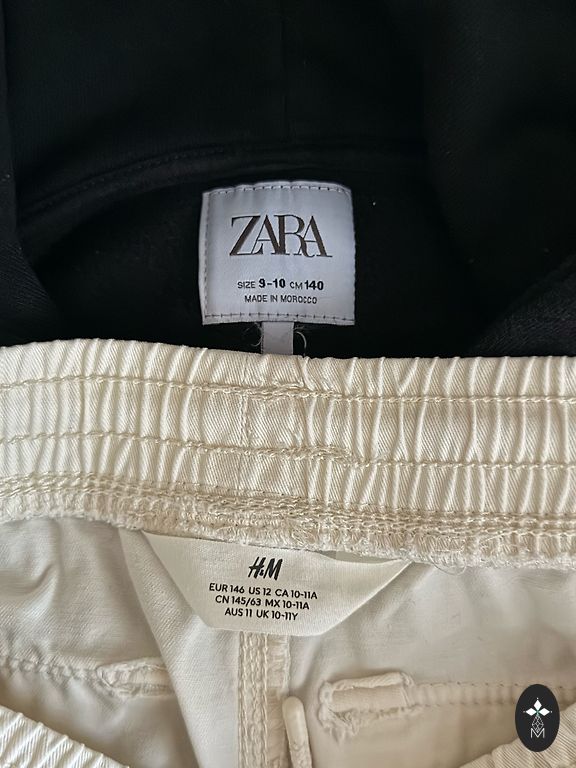 ZARA
SIZE 9-10 CM 140
MADE IN MOROCCO
H&M
EUR 146 US 12 CA 10-11A
CN 145/63 MX 10-11A
AUS 11 UK 10-11Y
M